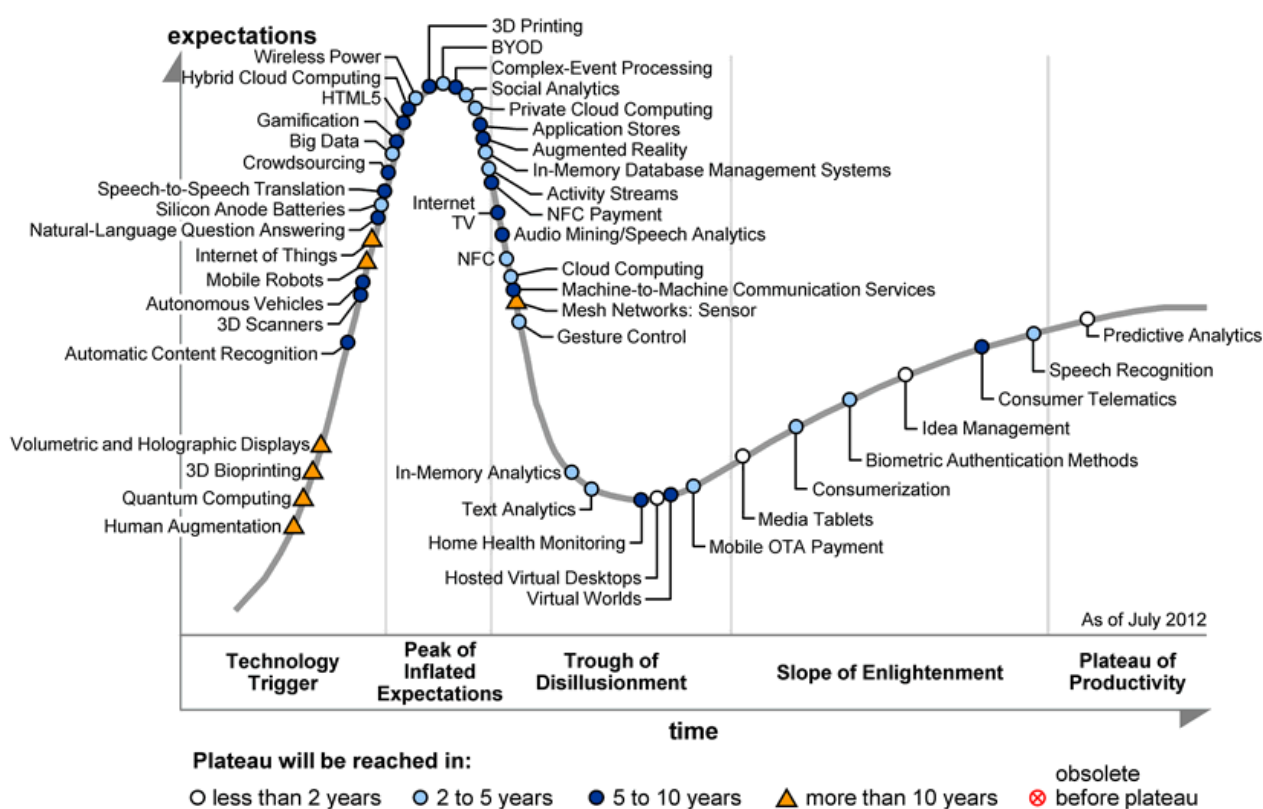 expectations
3D Printing
BYOD
Wireless Power
Complex-Event Processing
Hybrid Cloud Computing
Social Analytics
HTML5
Private Cloud Computing
Gamification
Application Stores
Big Data
Augmented Reality
Crowdsourcing
In-Memory Database Management Systems
Speech-to-Speech Translation
Activity Streams
Silicon Anode Batteries
Internet
TV
NFC Payment
Natural-Language Question Answering
Audio Mining/Speech Analytics
Internet of Things
NFC
Cloud Computing
Mobile Robots
Machine-to-Machine Communication Services
Autonomous Vehicles
Mesh Networks: Sensor
3D Scanners
Gesture Control
Automatic Content Recognition
Predictive Analytics
Speech Recognition
Consumer Telematics
Idea Management
Volumetric and Holographic Displays
Biometric Authentication Methods
3D Bioprinting
In-Memory Analytics
Consumerization
Quantum Computing
Text Analytics
Media Tablets
Human Augmentation
Home Health Monitoring
Mobile OTA Payment
Hosted Virtual Desktops
Virtual Worlds
As of July 2012
Technology
Trigger
Peak of
Inflated
Expectations
Trough of
Disillusionment
Slope of Enlightenment
Plateau of
Productivity
time
Plateau will be reached in:
less than 2 years
2 to 5 years
5 to 10 years
more than 10 years
obsolete
before plateau